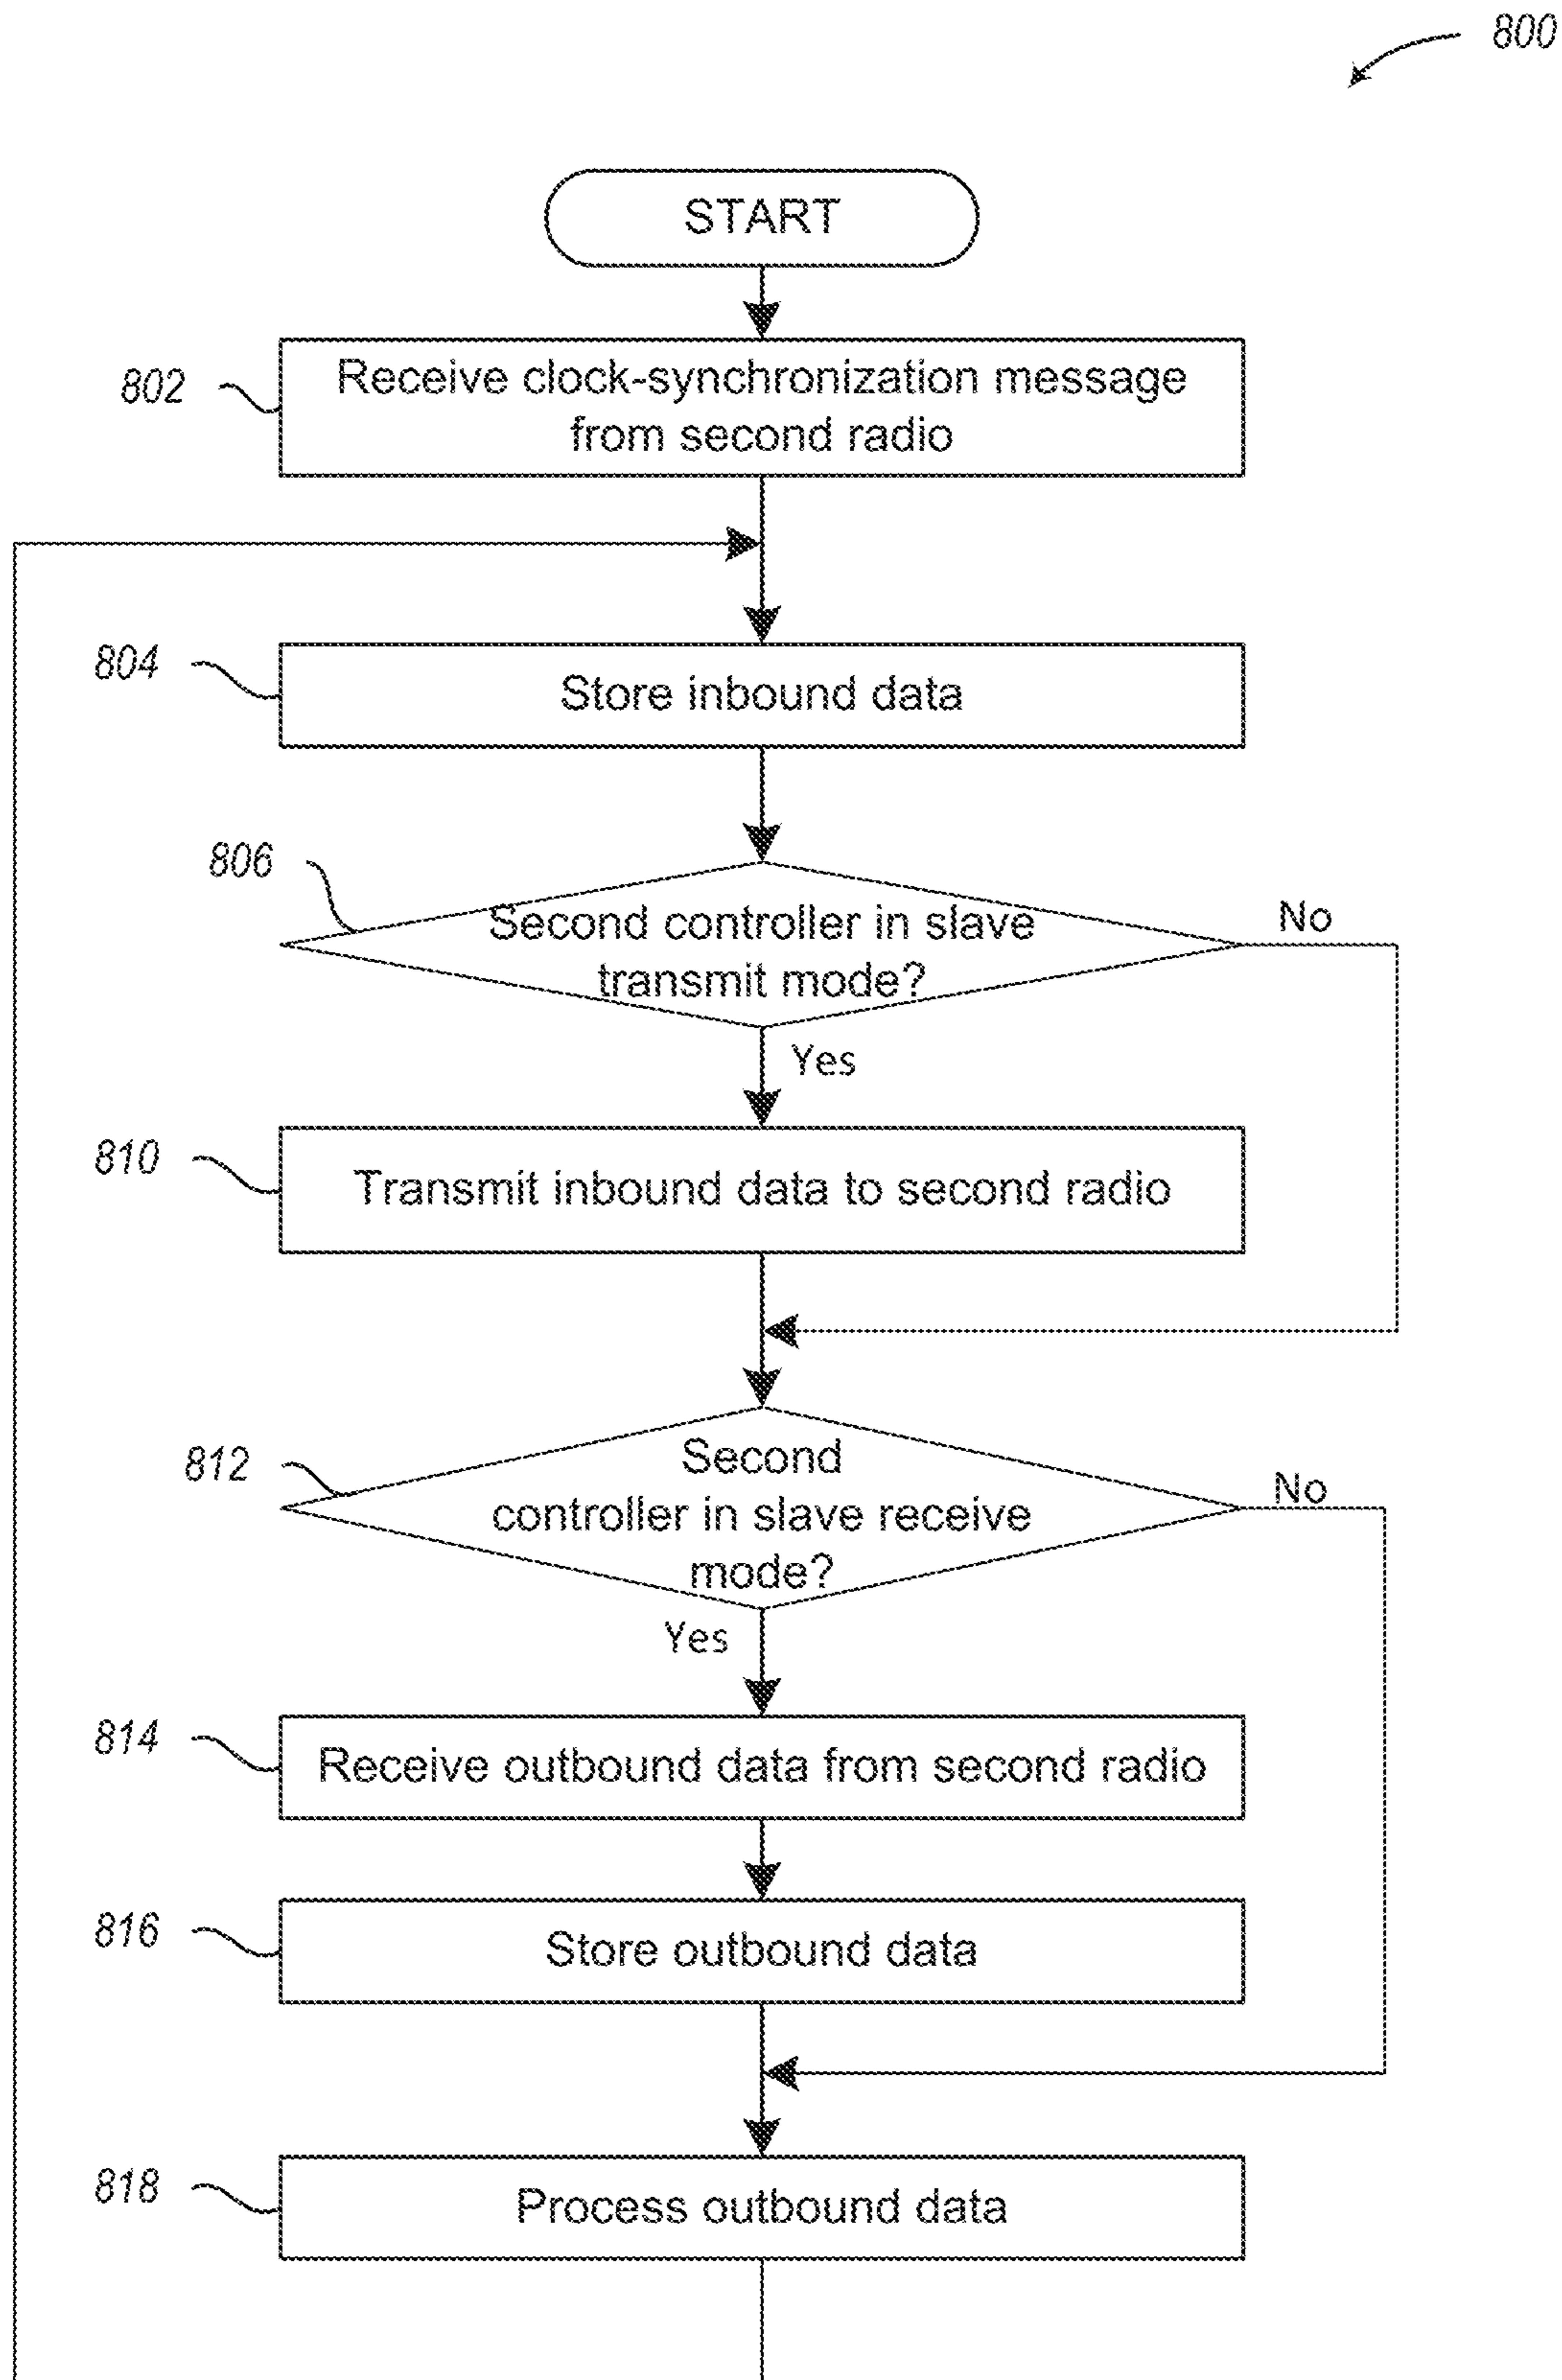 800
START
802
Receive clock-synchronization message
from second radio
804
Store inbound data
806
Second controller in slave
transmit mode?
No
Yes
810
Transmit inbound data to second radio
812
Second
controller in slave receive
mode?
No
Yes
814
Receive outbound data from second radio
816
Store outbound data
818
Process outbound data